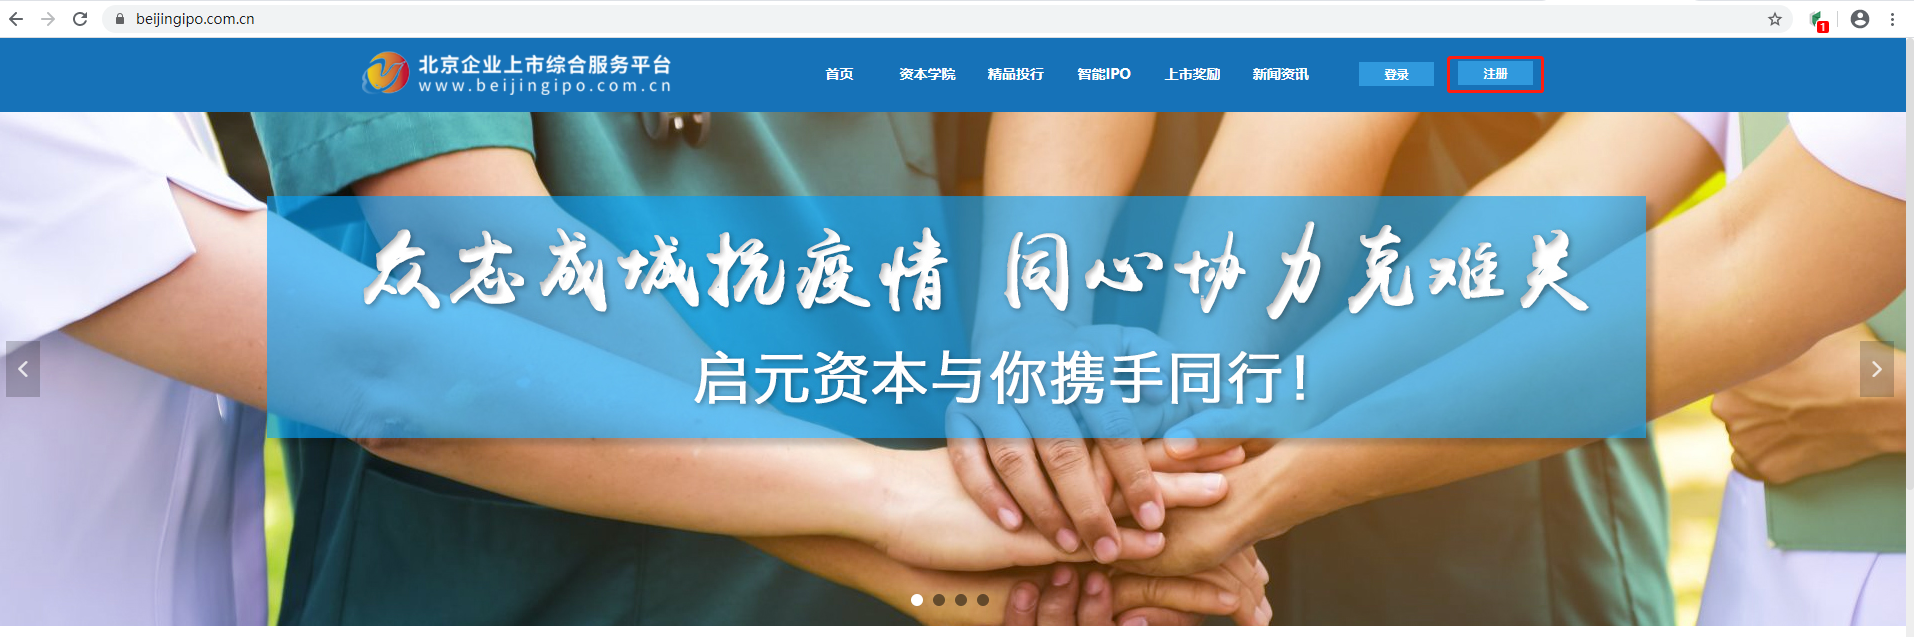 beijingipo.com.cn
1
北京企业上市综合服务平台
www.beijingipo.com.cn
首页 资本学院 精品投行 智能IPO 上市奖励 新闻资讯 登录 注册
众志成城抗疫情 同心协力克难关
启元资本与你携手同行！